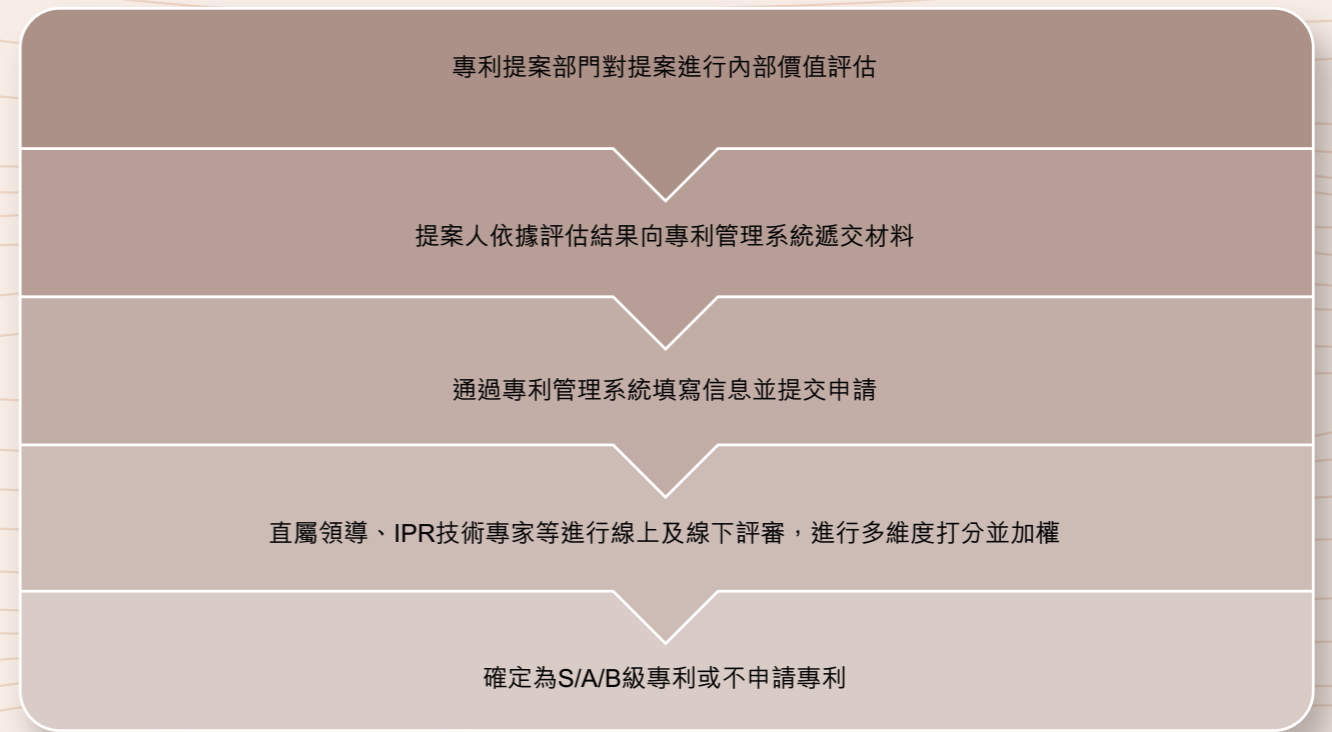 專利提案部門對提案進行內部價值評估
提案人依據評估結果向專利管理系統遞交材料
通過專利管理系統填寫信息並提交申請
直屬領導、IPR技術專家等進行線上及線下評審，進行多維度打分並加權
確定為S/A/B級專利或不申請專利